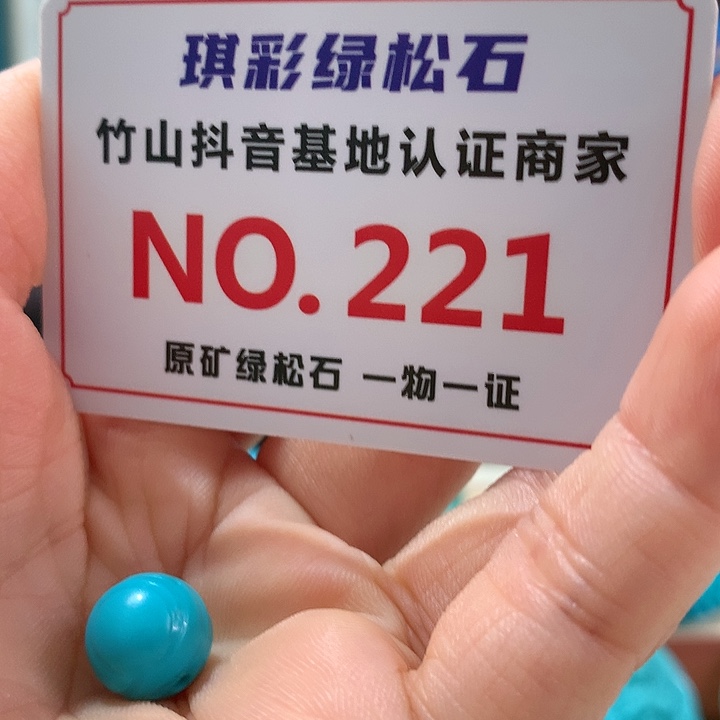 琪彩绿松石
竹山抖音基地认证商家
NO.221
原矿绿松石 一物一证